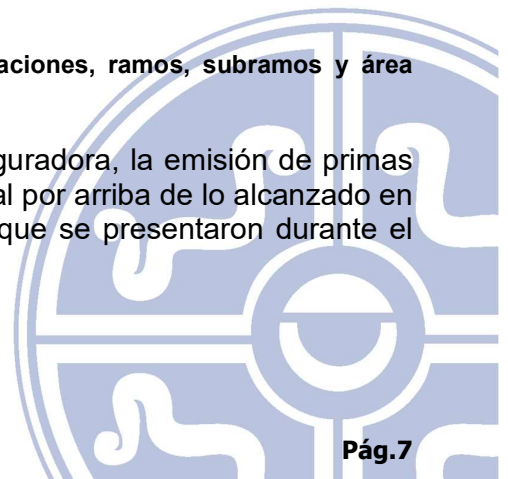 aciones, ramos, subramos y área
guradora, la emisión de primas
al por arriba de lo alcanzado en
que se presentaron durante el
Pág.7